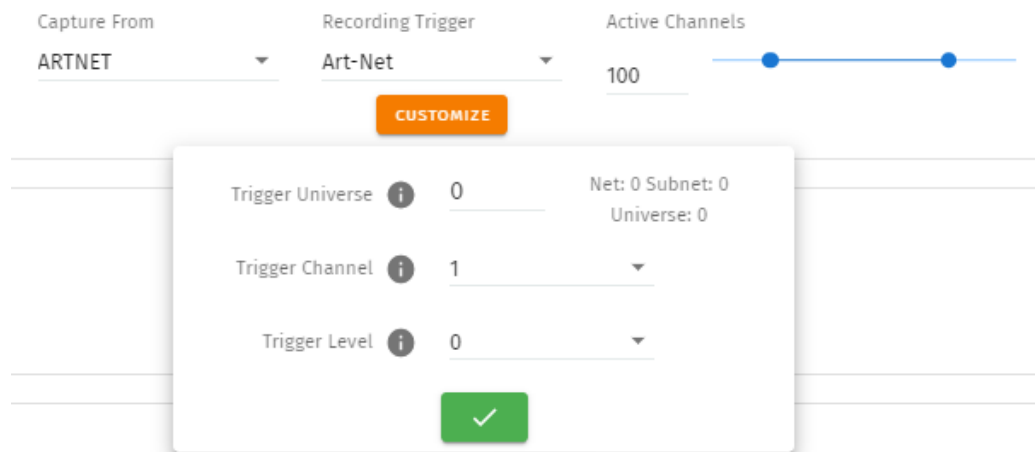 Capture From
Recording Trigger
Active Channels
ARTNET
Art-Net
100
CUSTOMIZE
Trigger Universe
0
Net: 0 Subnet: 0
Universe: 0
Trigger Channel
1
Trigger Level
0